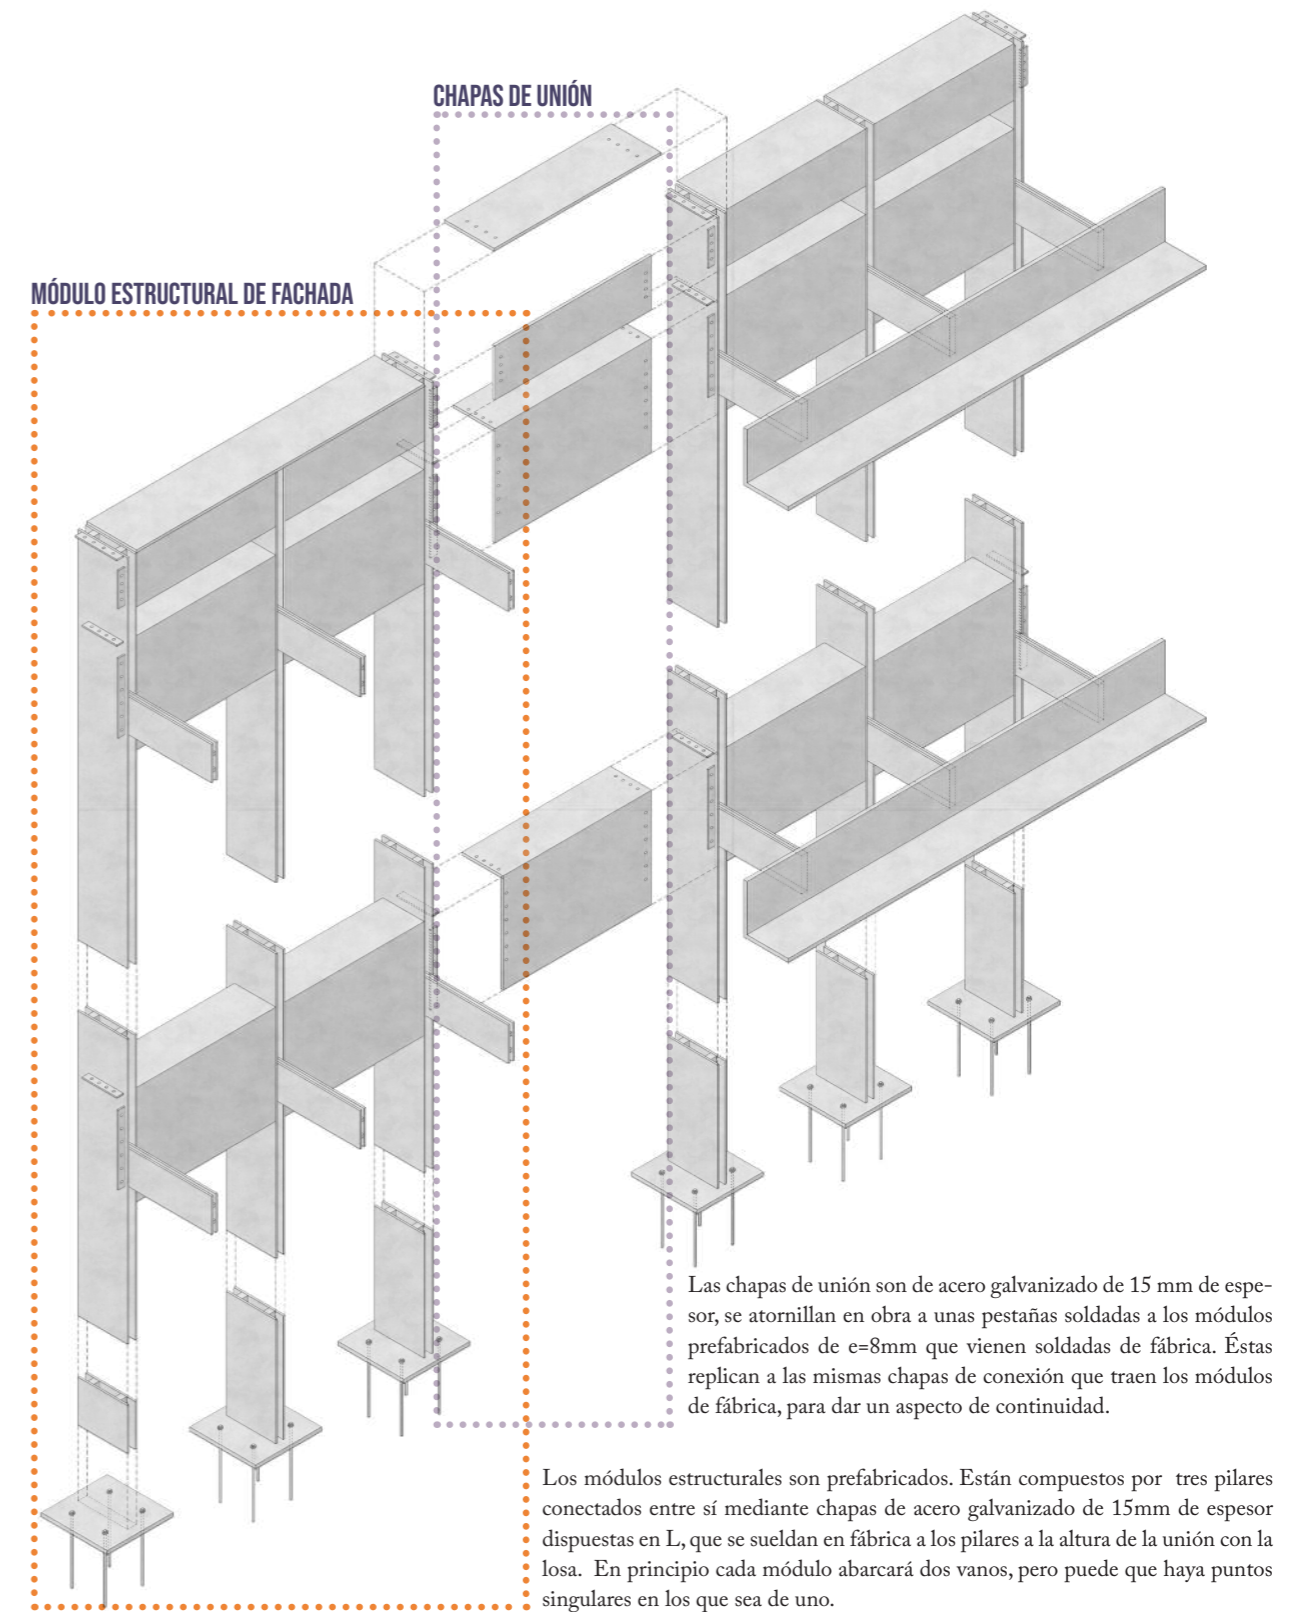 CHAPAS DE UNIÓN
MÓDULO ESTRUCTURAL DE FACHADA
Las chapas de unión son de acero galvanizado de 15 mm de espe-
sor, se atornillan en obra a unas pestañas soldadas a los módulos
prefabricados de e=8mm que vienen soldadas de fábrica. Éstas
replican a las mismas chapas de conexión que traen los módulos
de fábrica, para dar un aspecto de continuidad.
Los módulos estructurales son prefabricados. Están compuestos por tres pilares
conectados entre sí mediante chapas de acero galvanizado de 15mm de espesor
dispuestas en L, que se sueldan en fábrica a los pilares a la altura de la unión con la
losa. En principio cada módulo abarcará dos vanos, pero puede que haya puntos
singulares en los que sea de uno.